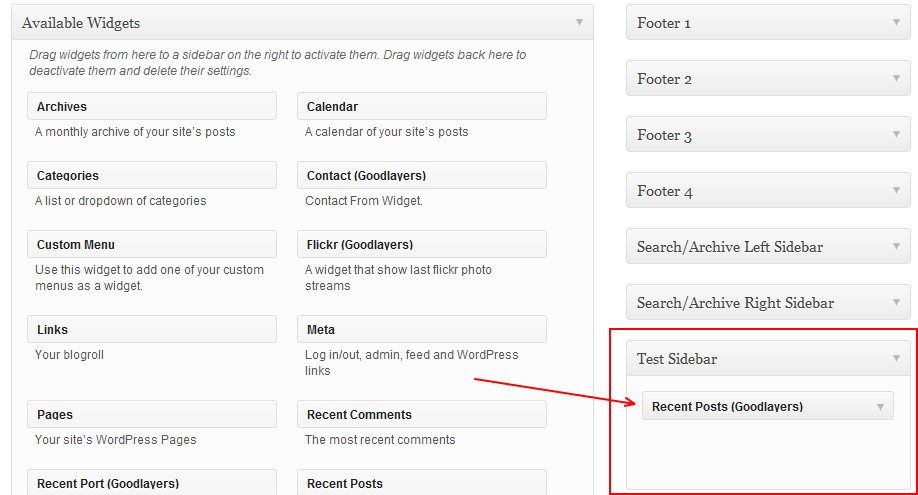 Available Widgets
Drag widgets from here to a sidebar on the right to activate them. Drag widgets back here to
deactivate them and delete their settings.
Archives
A monthly archive of your site's posts
Calendar
A calendar of your site's posts
Categories
A list or dropdown of categories
Contact (Goodlayers)
Contact From Widget.
Custom Menu
Use this widget to add one of your custom
menus as a widget.
Flickr (Goodlayers)
A widget that show last flickr photo
streams
Links
Your blogroll
Meta
Log in/out, admin, feed and WordPress
links
Pages
Your site's WordPress Pages
Recent Comments
The most recent comments
Recent Port (Goodlayers)
Recent Posts
Footer 1
Footer 2
Footer 3
Footer 4
Search/Archive Left Sidebar
Search/Archive Right Sidebar
Test Sidebar
Recent Posts (Goodlayers)